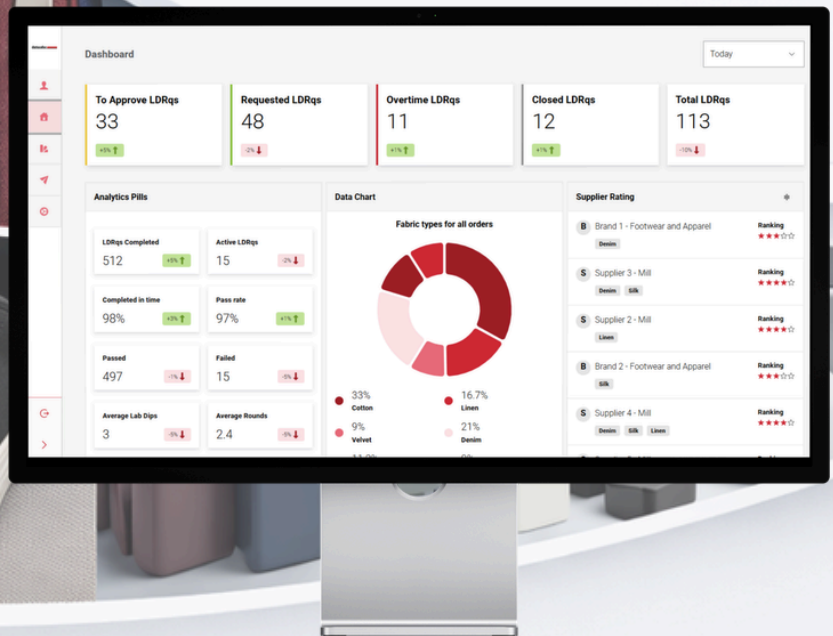 Dashboard
Today
To Approve LDRqs
33
+3%
Requested LDRqs
48
-2%
Overtime LDRqs
11
+1%
Closed LDRqs
12
+1%
Total LDRqs
113
-10%
Analytics Pills
LDRqs Completed
512
+5%
Active LDRqs
15
-2%
Completed in time
98%
+3%
Pass rate
97%
+1%
Passed
497
-1%
Failed
15
-5%
Average Lab Dips
3
-5%
Average Rounds
2.4
-5%
Data Chart
Fabric types for all orders
33%
Cotton
16.7%
Linen
9%
Velvet
21%
Denim
Supplier Rating
B Brand 1 - Footwear and Apparel
Denim
Ranking
★★★☆☆
S Supplier 3 - Mill
Denim Silk
Ranking
★★★★☆
S Supplier 2 - Mill
Linen
Ranking
★★★★☆
B Brand 2 - Footwear and Apparel
Silk
Ranking
★★★☆☆
S Supplier 4 - Mill
Denim Silk Linen
Ranking
★★★★☆